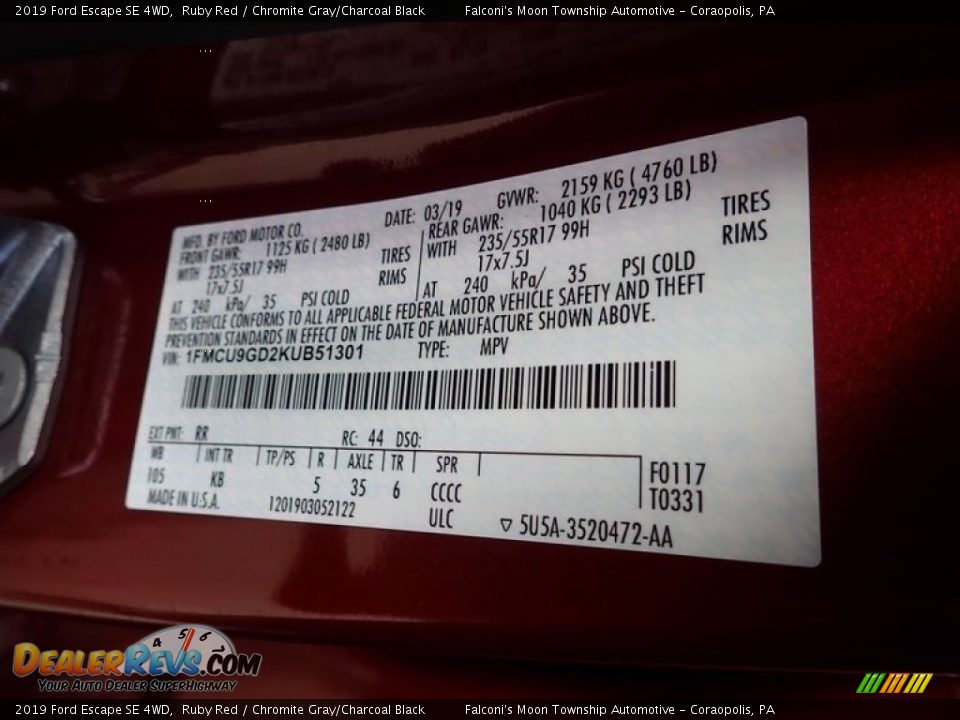 2019 Ford Escape SE 4WD, Ruby Red / Chromite Gray/Charcoal Black Falconi's Moon Township Automotive - Coraopolis, PA
MFD. BY FORD MOTOR CO. DATE: 03/19 GVWR: 2159 KG ( 4760 LB)
FRONT GAWR: 1125 KG ( 2480 LB) REAR GAWR: 1040 KG ( 2293 LB)
WITH 235/55R17 99H TIRES WITH 235/55R17 99H TIRES
17x7.5J RIMS 17x7.5J RIMS
AT 240 kPa/ 35 PSI COLD AT 240 kPa/ 35 PSI COLD
THIS VEHICLE CONFORMS TO ALL APPLICABLE FEDERAL MOTOR VEHICLE SAFETY AND THEFT
PREVENTION STANDARDS IN EFFECT ON THE DATE OF MANUFACTURE SHOWN ABOVE.
VIN: 1FMCU9GD2KUB51301 TYPE: MPV
EXT PNT: RR RC: 44 DSO:
WB INT TR TP/PS R AXLE TR SPR F0117
105 KB 5 35 6 CCCC T0331
MADE IN U.S.A. 1201903052122 ULC ▽ 5U5A-3520472-AA
4 5 6
DEALERREVS.COM
YOUR AUTO DEALER SUPERHIGHWAY
2019 Ford Escape SE 4WD, Ruby Red / Chromite Gray/Charcoal Black Falconi's Moon Township Automotive - Coraopolis, PA